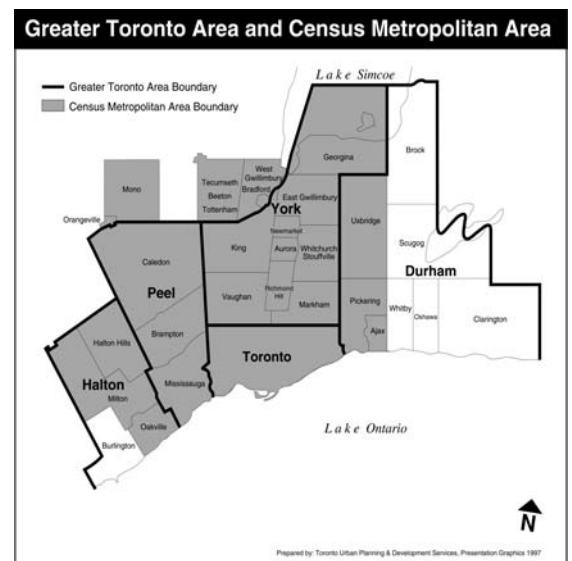 Greater Toronto Area and Census Metropolitan Area
Lake Simcoe
Greater Toronto Area Boundary
Census Metropolitan Area Boundary
Brock
Georgina
West
Gwillimbury
Bradford
Tecumseth
Beeton
Tottenham
Mono
East Gwillimbury
York
Uxbridge
Orangeville
Newmarket
Scugog
King
Aurora
Whitchurch
Stouffville
Caledon
Durham
Peel
Vaughan
Richmond
Hill
Markham
Pickering
Whitby
Oshawa
Clarington
Ajax
Brampton
Halton Hills
Toronto
Halton
Mississauga
Milton
Oakville
Burlington
Lake Ontario
N
Prepared by: Toronto Urban Planning & Development Services, Presentation Graphics 1997